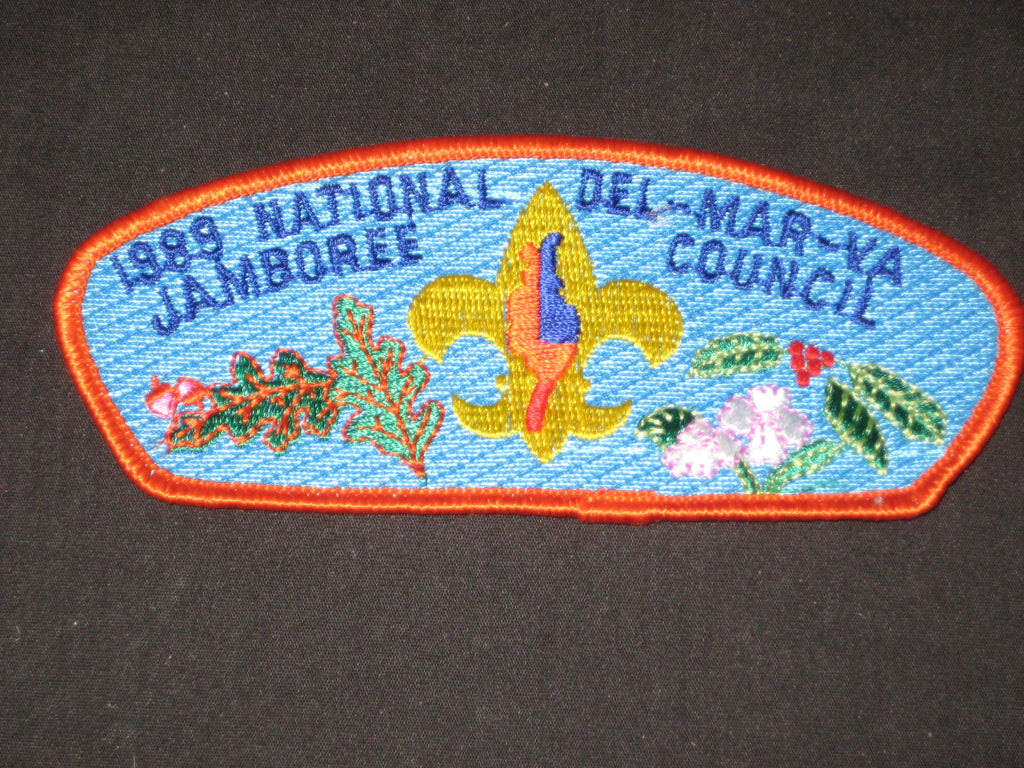 1989 NATIONAL
JAMBOREE
DEL-MAR-VA
COUNCIL